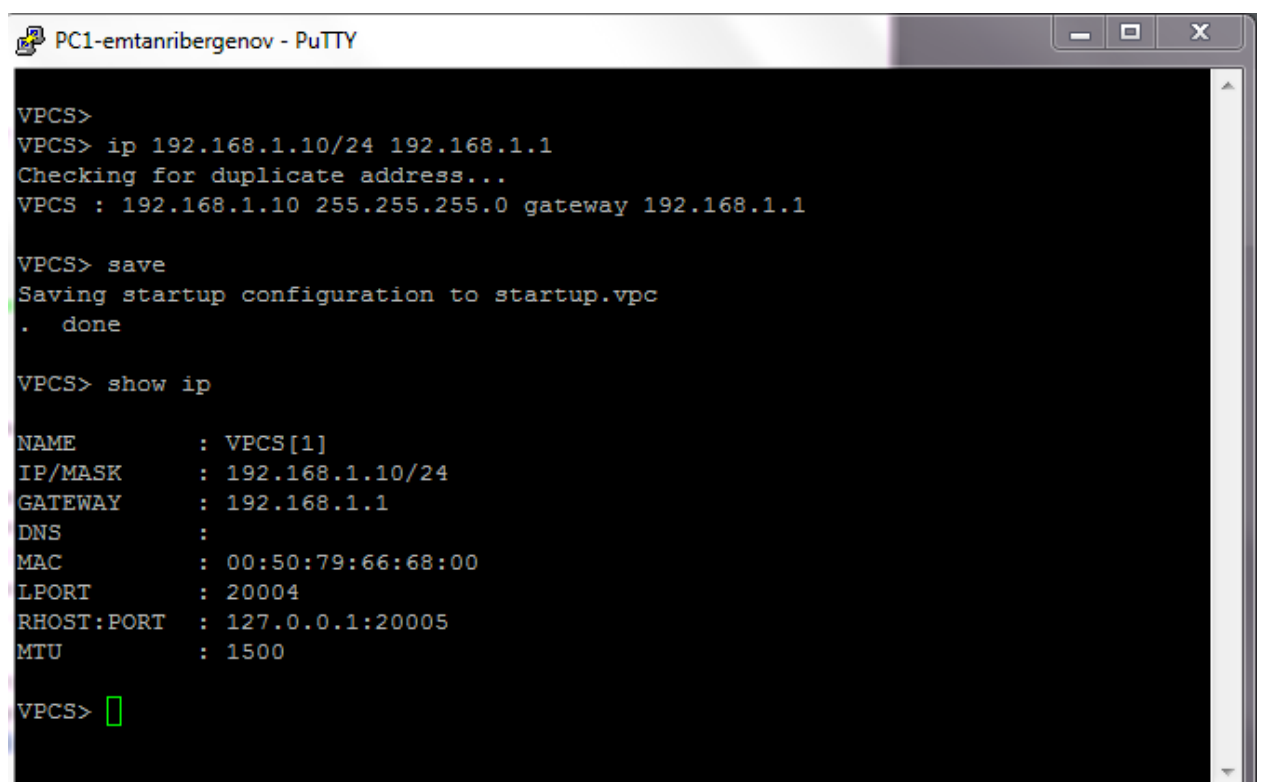 PC1-emtanribergenov - PuTTY
VPCS>
VPCS> ip 192.168.1.10/24 192.168.1.1
Checking for duplicate address...
VPCS : 192.168.1.10 255.255.255.0 gateway 192.168.1.1
VPCS> save
Saving startup configuration to startup.vpc
.  done
VPCS> show ip
NAME        : VPCS[1]
IP/MASK     : 192.168.1.10/24
GATEWAY     : 192.168.1.1
DNS         :
MAC         : 00:50:79:66:68:00
LPORT       : 20004
RHOST:PORT  : 127.0.0.1:20005
MTU         : 1500
VPCS>